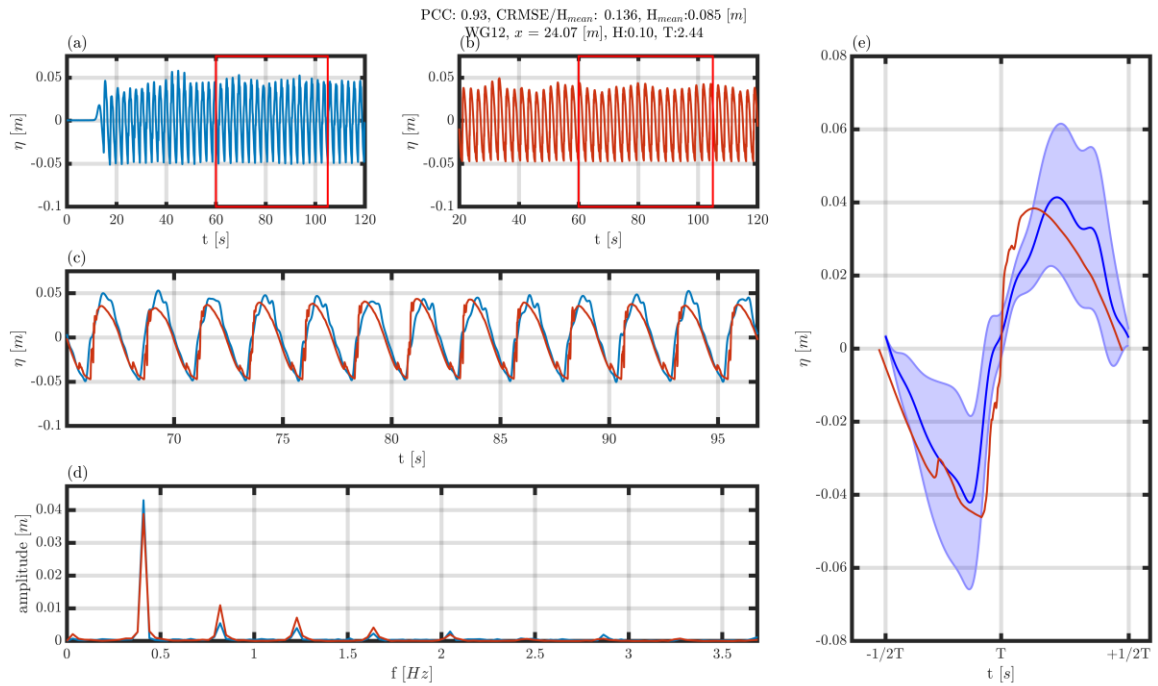 PCC: 0.93, CRMSE/H_mean: 0.136, H_mean:0.085 [m]
WG12, x = 24.07 [m], H:0.10, T:2.44
(a)
0.05
0
-0.05
-0.1
η [m]
0 20 40 60 80 100 120
t [s]
(b)
0.05
0
-0.05
-0.1
η [m]
20 40 60 80 100 120
t [s]
(c)
0.05
0
-0.05
-0.1
η [m]
70 75 80 85 90 95
t [s]
(d)
0.04
0.03
0.02
0.01
0
amplitude [m]
0 0.5 1 1.5 2 2.5 3 3.5
f [Hz]
(e)
0.08
0.06
0.04
0.02
0
-0.02
-0.04
-0.06
-0.08
η [m]
-1/2T T +1/2T
t [s]